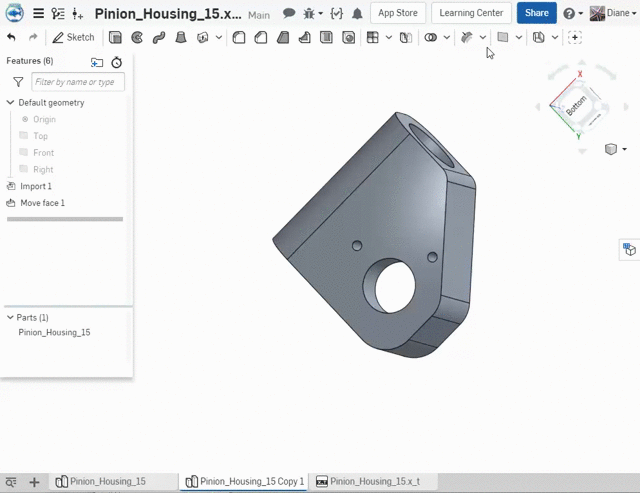 Pinion_Housing_15.x... Main
App Store
Learning Center
Share
Diane
Sketch
Features (6)
Filter by name or type
Default geometry
Origin
Top
Front
Right
Import 1
Move face 1
Parts (1)
Pinion_Housing_15
X
Bottom
Y
Pinion_Housing_15
Pinion_Housing_15 Copy 1
Pinion_Housing_15.x_t